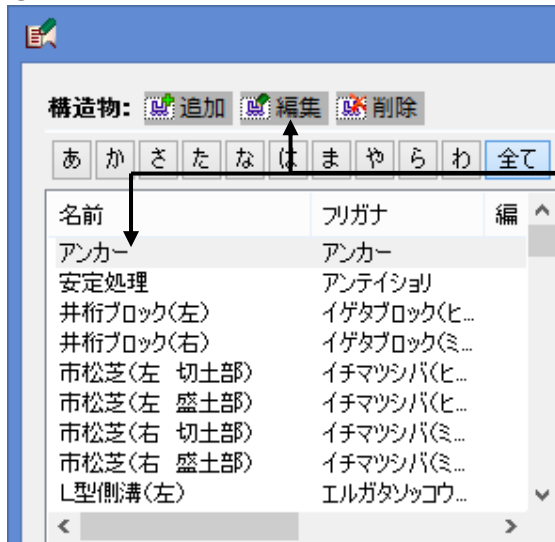 構造物: 追加 編集 削除
あ か さ た な は ま や ら わ 全て
名前 フリガナ 編
アンカー アンカー
安定処理 アンテイショリ
井桁ブロック(左) イゲタブロック(ヒ...
井桁ブロック(右) イゲタブロック(ミ...
市松芝(左 切土部) イチマツシバ(ヒ...
市松芝(左 盛土部) イチマツシバ(ヒ...
市松芝(右 切土部) イチマツシバ(ミ...
市松芝(右 盛土部) イチマツシバ(ミ...
L型側溝(左) エルガタソッコウ...